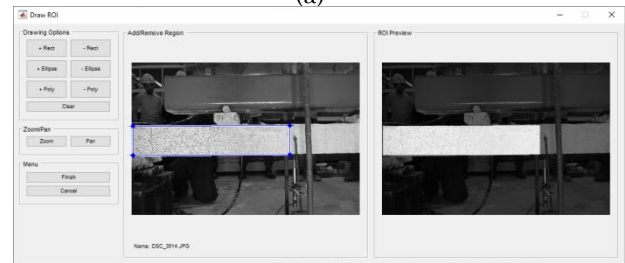 (a)
Draw ROI
Drawing Options
+ Rect
- Rect
+ Ellipse
- Ellipse
+ Poly
- Poly
Clear
Zoom/Pan
Zoom
Pan
Menu
Finish
Cancel
Add/Remove Region
Name: DSC_3514.JPG
ROI Preview